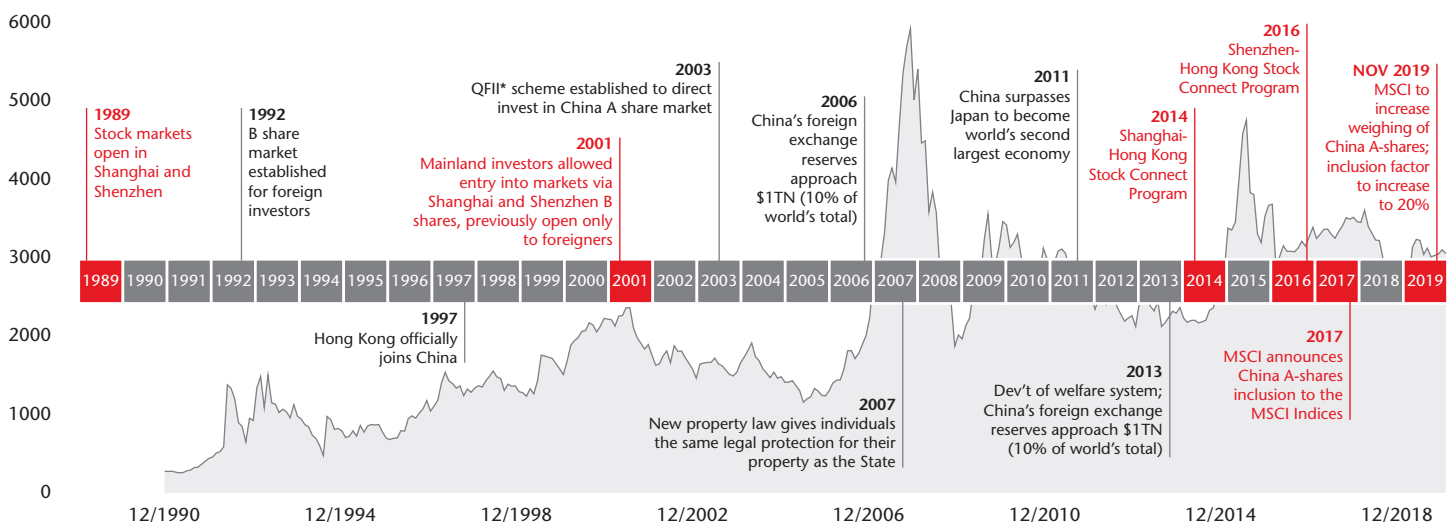 6000
5000
4000
3000
2000
1000
0
1989
Stock markets
open in
Shanghai and
Shenzhen
1992
B share
market
established
for foreign
investors
2001
Mainland investors allowed
entry into markets via
Shanghai and Shenzhen B
shares, previously open only
to foreigners
2003
QFII* scheme established to direct
invest in China A share market
2006
China's foreign
exchange
reserves
approach
$1TN (10% of
world's total)
2011
China surpasses
Japan to become
world's second
largest economy
2014
Shanghai-
Hong Kong
Stock Connect
Program
2016
Shenzhen-
Hong Kong Stock
Connect Program
NOV 2019
MSCI to
increase
weighing of
China A-shares;
inclusion factor
to increase
to 20%
1989 1990 1991 1992 1993 1994 1995 1996 1997 1998 1999 2000 2001 2002 2003 2004 2005 2006 2007 2008 2009 2010 2011 2012 2013 2014 2015 2016 2017 2018 2019
1997
Hong Kong officially
joins China
2007
New property law gives individuals
the same legal protection for their
property as the State
2013
Dev't of welfare system;
China's foreign exchange
reserves approach $1TN
(10% of world's total)
2017
MSCI announces
China A-shares
inclusion to the
MSCI Indices
12/1990 12/1994 12/1998 12/2002 12/2006 12/2010 12/2014 12/2018